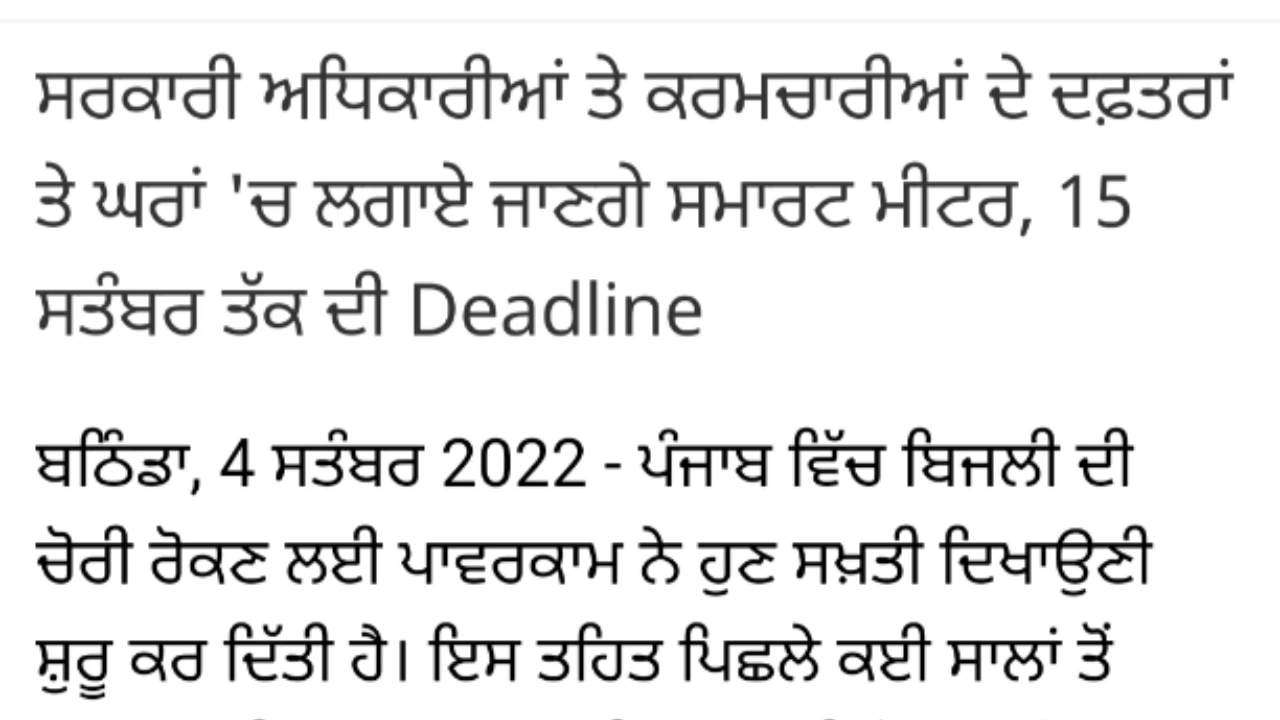 ਸਰਕਾਰੀ ਅਧਿਕਾਰੀਆਂ ਤੇ ਕਰਮਚਾਰੀਆਂ ਦੇ ਦਫ਼ਤਰਾਂ
ਤੇ ਘਰਾਂ 'ਚ ਲਗਾਏ ਜਾਣਗੇ ਸਮਾਰਟ ਮੀਟਰ, 15
ਸਤੰਬਰ ਤੱਕ ਦੀ Deadline
ਬਠਿੰਡਾ, 4 ਸਤੰਬਰ 2022 - ਪੰਜਾਬ ਵਿੱਚ ਬਿਜਲੀ ਦੀ
ਚੋਰੀ ਰੋਕਣ ਲਈ ਪਾਵਰਕਾਮ ਨੇ ਹੁਣ ਸਖ਼ਤੀ ਦਿਖਾਉਣੀ
ਸ਼ੁਰੂ ਕਰ ਦਿੱਤੀ ਹੈ। ਇਸ ਤਹਿਤ ਪਿਛਲੇ ਕਈ ਸਾਲਾਂ ਤੋਂ